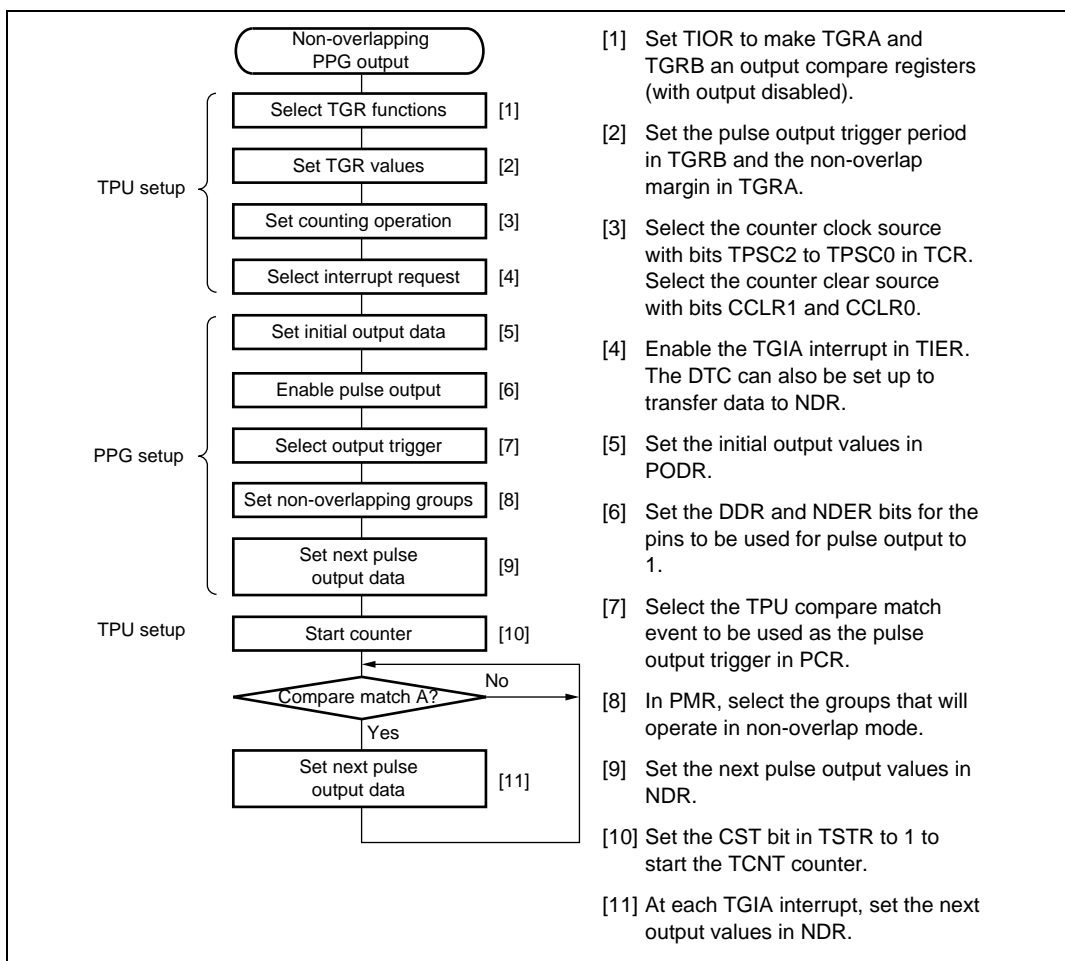 Non-overlapping
PPG output
Select TGR functions [1]
Set TGR values [2]
TPU setup
Set counting operation [3]
Select interrupt request [4]
Set initial output data [5]
Enable pulse output [6]
Select output trigger [7]
PPG setup
Set non-overlapping groups [8]
Set next pulse
output data
[9]
TPU setup
Start counter [10]
Compare match A?
No
Yes
Set next pulse
output data
[11]
[1] Set TIOR to make TGRA and
TGRB an output compare registers
(with output disabled).
[2] Set the pulse output trigger period
in TGRB and the non-overlap
margin in TGRA.
[3] Select the counter clock source
with bits TPSC2 to TPSC0 in TCR.
Select the counter clear source
with bits CCLR1 and CCLR0.
[4] Enable the TGIA interrupt in TIER.
The DTC can also be set up to
transfer data to NDR.
[5] Set the initial output values in
PODR.
[6] Set the DDR and NDER bits for the
pins to be used for pulse output to
1.
[7] Select the TPU compare match
event to be used as the pulse
output trigger in PCR.
[8] In PMR, select the groups that will
operate in non-overlap mode.
[9] Set the next pulse output values in
NDR.
[10] Set the CST bit in TSTR to 1 to
start the TCNT counter.
[11] At each TGIA interrupt, set the next
output values in NDR.